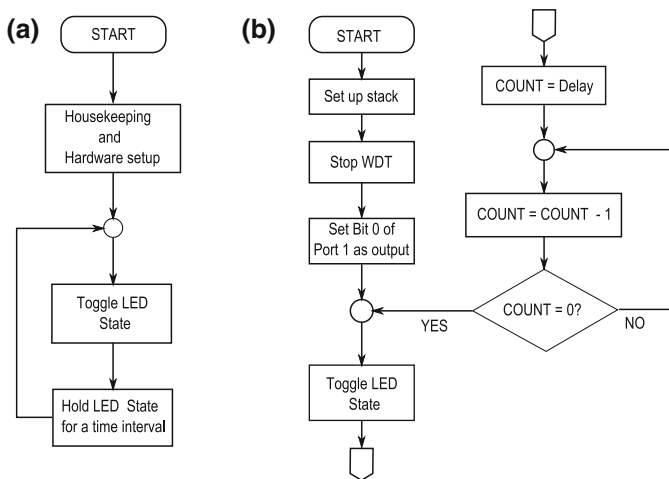 (a)
START
Housekeeping
and
Hardware setup
Toggle LED
State
Hold LED State
for a time interval
(b)
START
Set up stack
Stop WDT
Set Bit 0 of
Port 1 as output
Toggle LED
State
COUNT = Delay
COUNT = COUNT - 1
COUNT = 0?
YES
NO